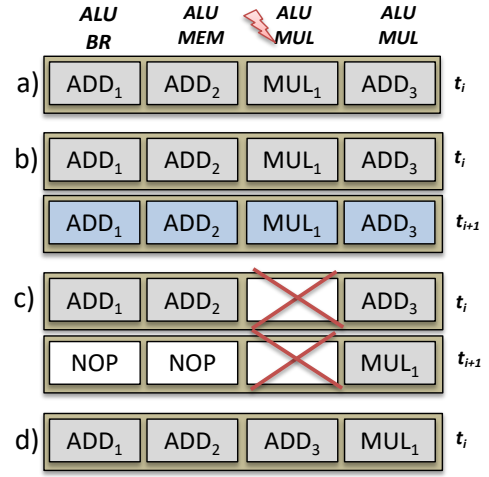 ALU ALU ALU ALU
BR MEM MUL MUL
a) ADD₁ ADD₂ MUL₁ ADD₃ tᵢ
b) ADD₁ ADD₂ MUL₁ ADD₃ tᵢ
ADD₁ ADD₂ MUL₁ ADD₃ tᵢ₊₁
c) ADD₁ ADD₂ ADD₃ tᵢ
NOP NOP MUL₁ tᵢ₊₁
d) ADD₁ ADD₂ ADD₃ MUL₁ tᵢ